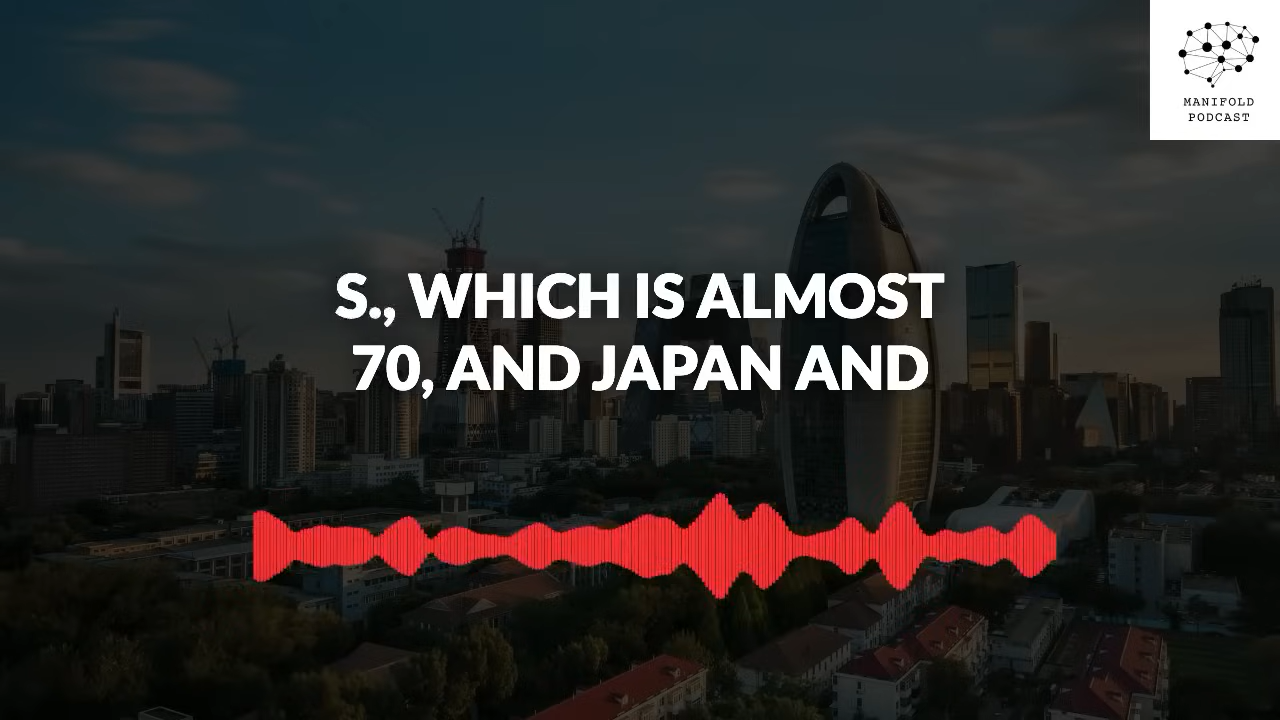 MANIFOLD
PODCAST
S., WHICH IS ALMOST
70, AND JAPAN AND